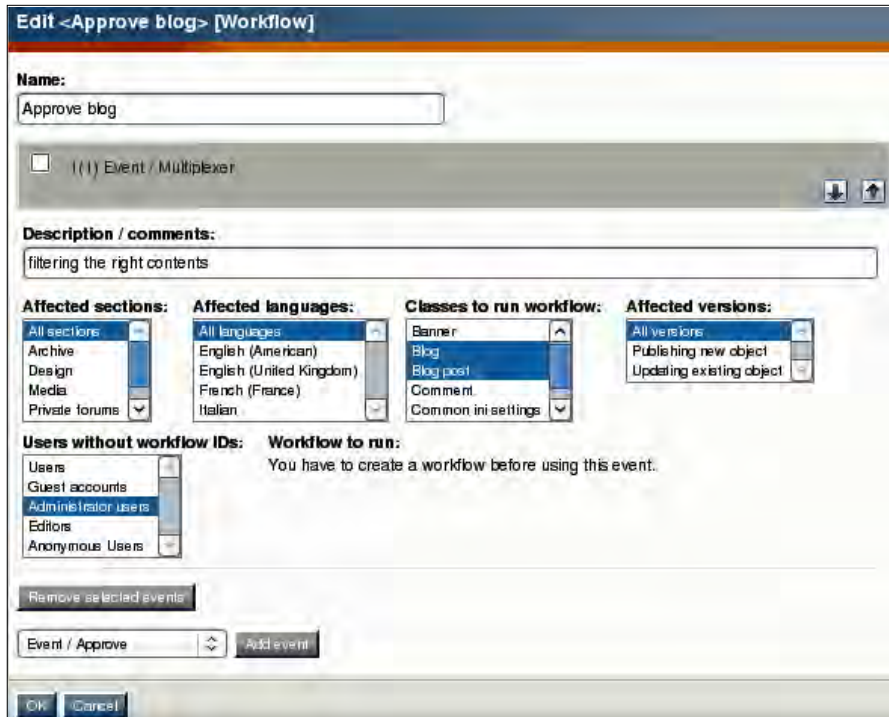 Edit <Approve blog> [Workflow]
Name:
Approve blog
1(1) Event / Multiplexer
Description / comments:
filtering the right contents
Affected sections: Affected languages: Classes to run workflow: Affected versions:
All sections All languages Banner All versions
Archive English (American) Blog Publishing new object
Design English (United Kingdom) Blog post Updating existing object
Media French (France) Comment
Private forums Italian Common ini settings
Users without workflow IDs: Workflow to run:
Users You have to create a workflow before using this event.
Guest accounts
Administrator users
Editors
Anonymous Users
Remove selected events
Event / Approve Add event
OK Cancel